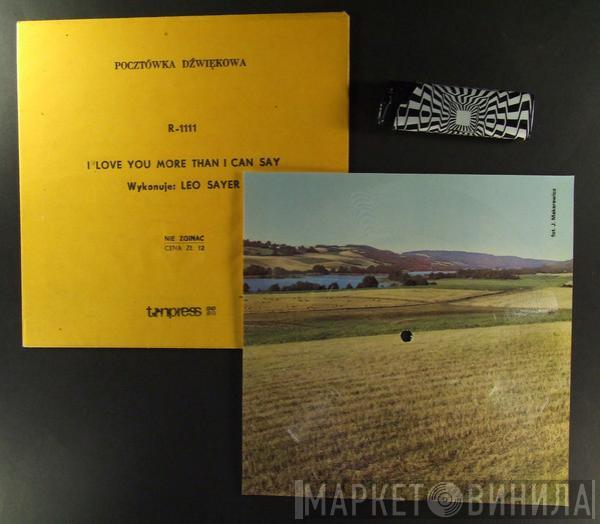 POCZTÓWKA DŹWIĘKOWA
R-1111
I LOVE YOU MORE THAN I CAN SAY
Wykonuje: LEO SAYER
NIE ZGINAĆ
CENA ZŁ 12
tonpress
fot. J. Makarewicz
МАРКЕТ ВИНИЛА